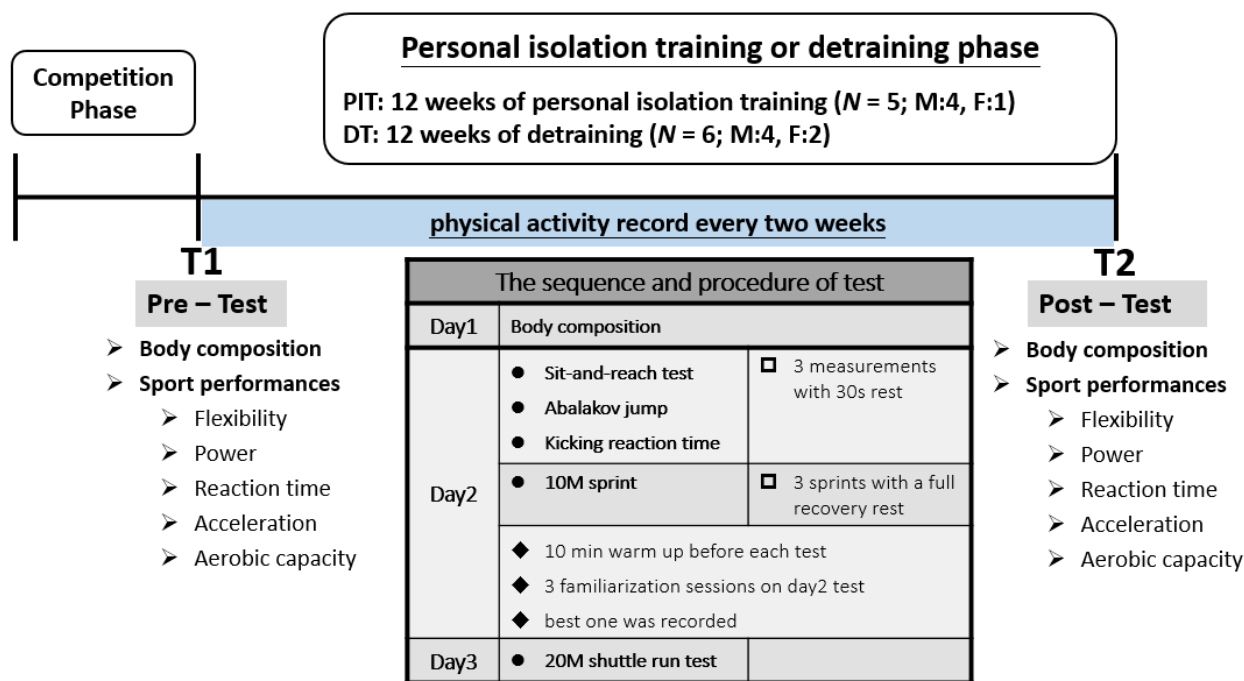 Competition
Phase
Personal isolation training or detraining phase
PIT: 12 weeks of personal isolation training (N = 5; M:4, F:1)
DT: 12 weeks of detraining (N = 6; M:4, F:2)
physical activity record every two weeks
T1
Pre – Test
➢ Body composition
➢ Sport performances
➢ Flexibility
➢ Power
➢ Reaction time
➢ Acceleration
➢ Aerobic capacity
The sequence and procedure of test
Day1
Body composition
Day2
● Sit-and-reach test
● Abalakov jump
● Kicking reaction time
❑ 3 measurements
with 30s rest
● 10M sprint
❑ 3 sprints with a full
recovery rest
◆ 10 min warm up before each test
◆ 3 familiarization sessions on day2 test
◆ best one was recorded
Day3
● 20M shuttle run test
T2
Post – Test
➢ Body composition
➢ Sport performances
➢ Flexibility
➢ Power
➢ Reaction time
➢ Acceleration
➢ Aerobic capacity